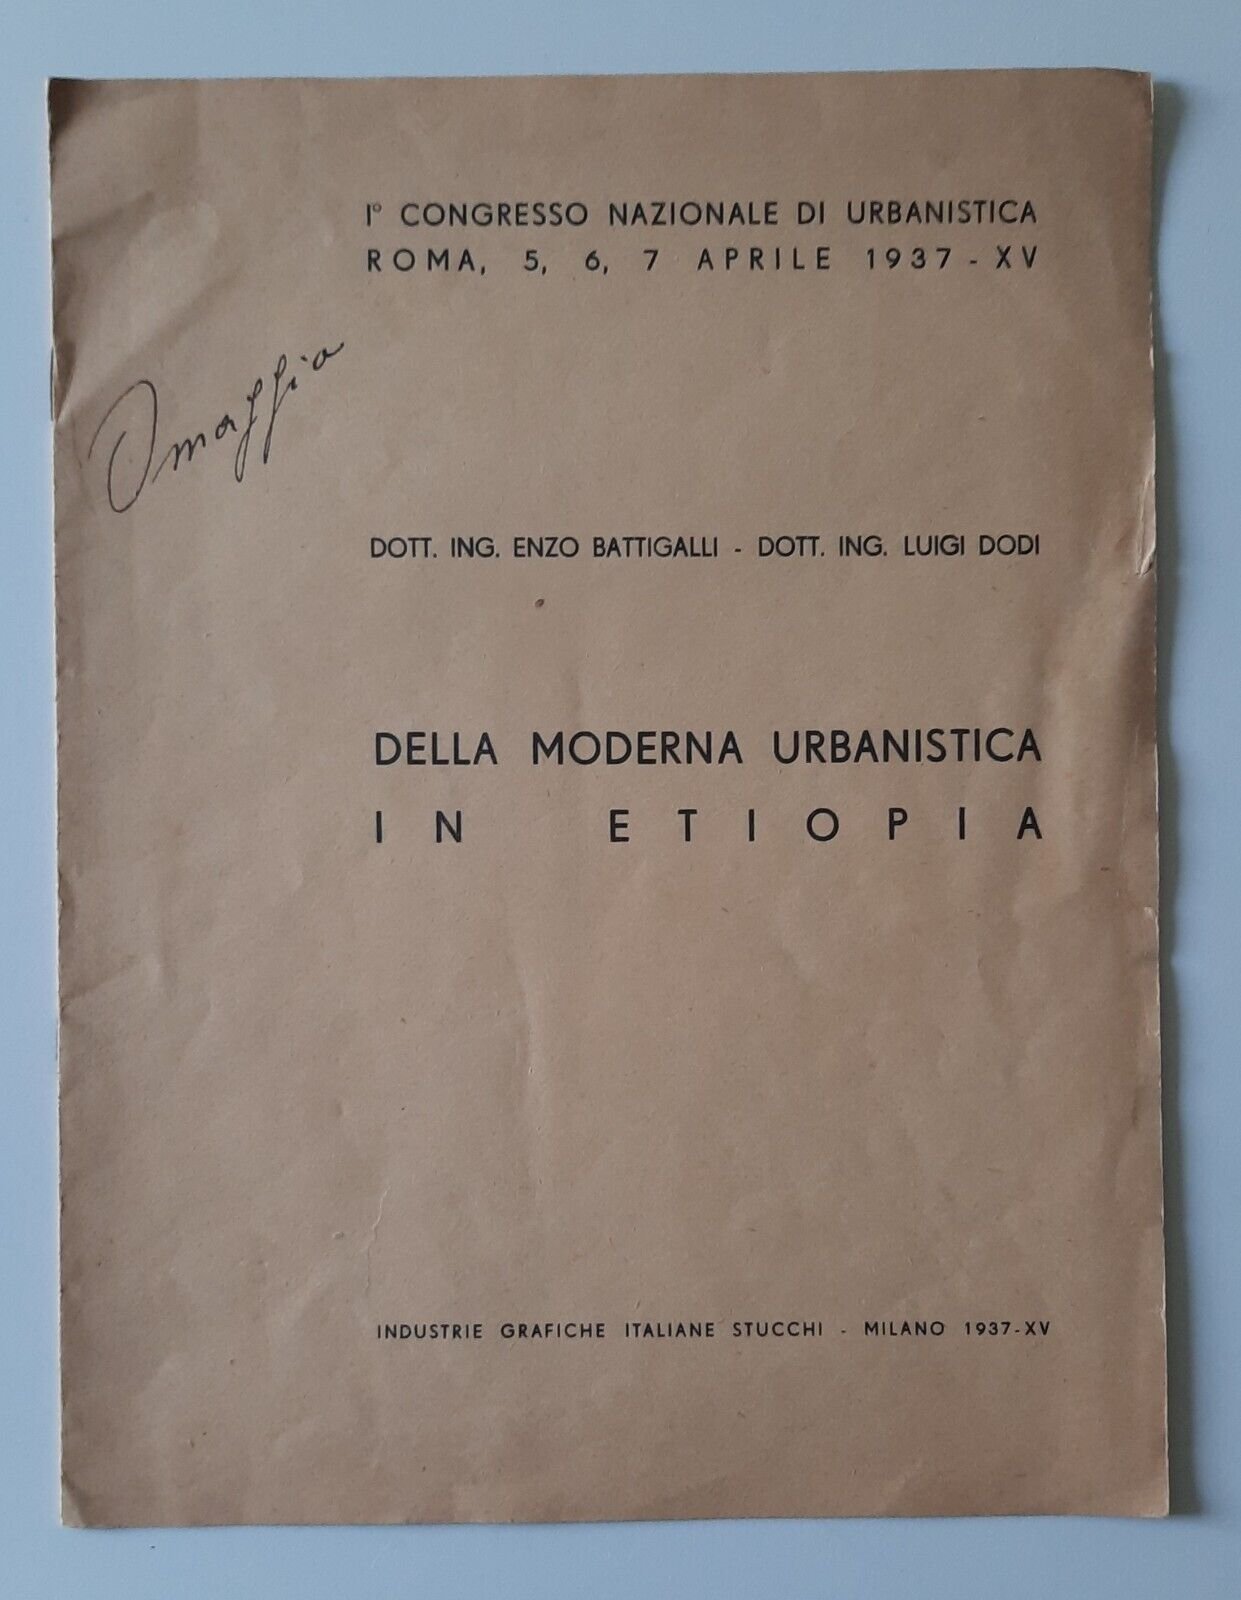 I° CONGRESSO NAZIONALE DI URBANISTICA
ROMA, 5, 6, 7 APRILE 1937 - XV
Omaggio
DOTT. ING. ENZO BATTIGALLI - DOTT. ING. LUIGI DODI
DELLA MODERNA URBANISTICA
IN ETIOPIA
INDUSTRIE GRAFICHE ITALIANE STUCCHI - MILANO 1937-XV